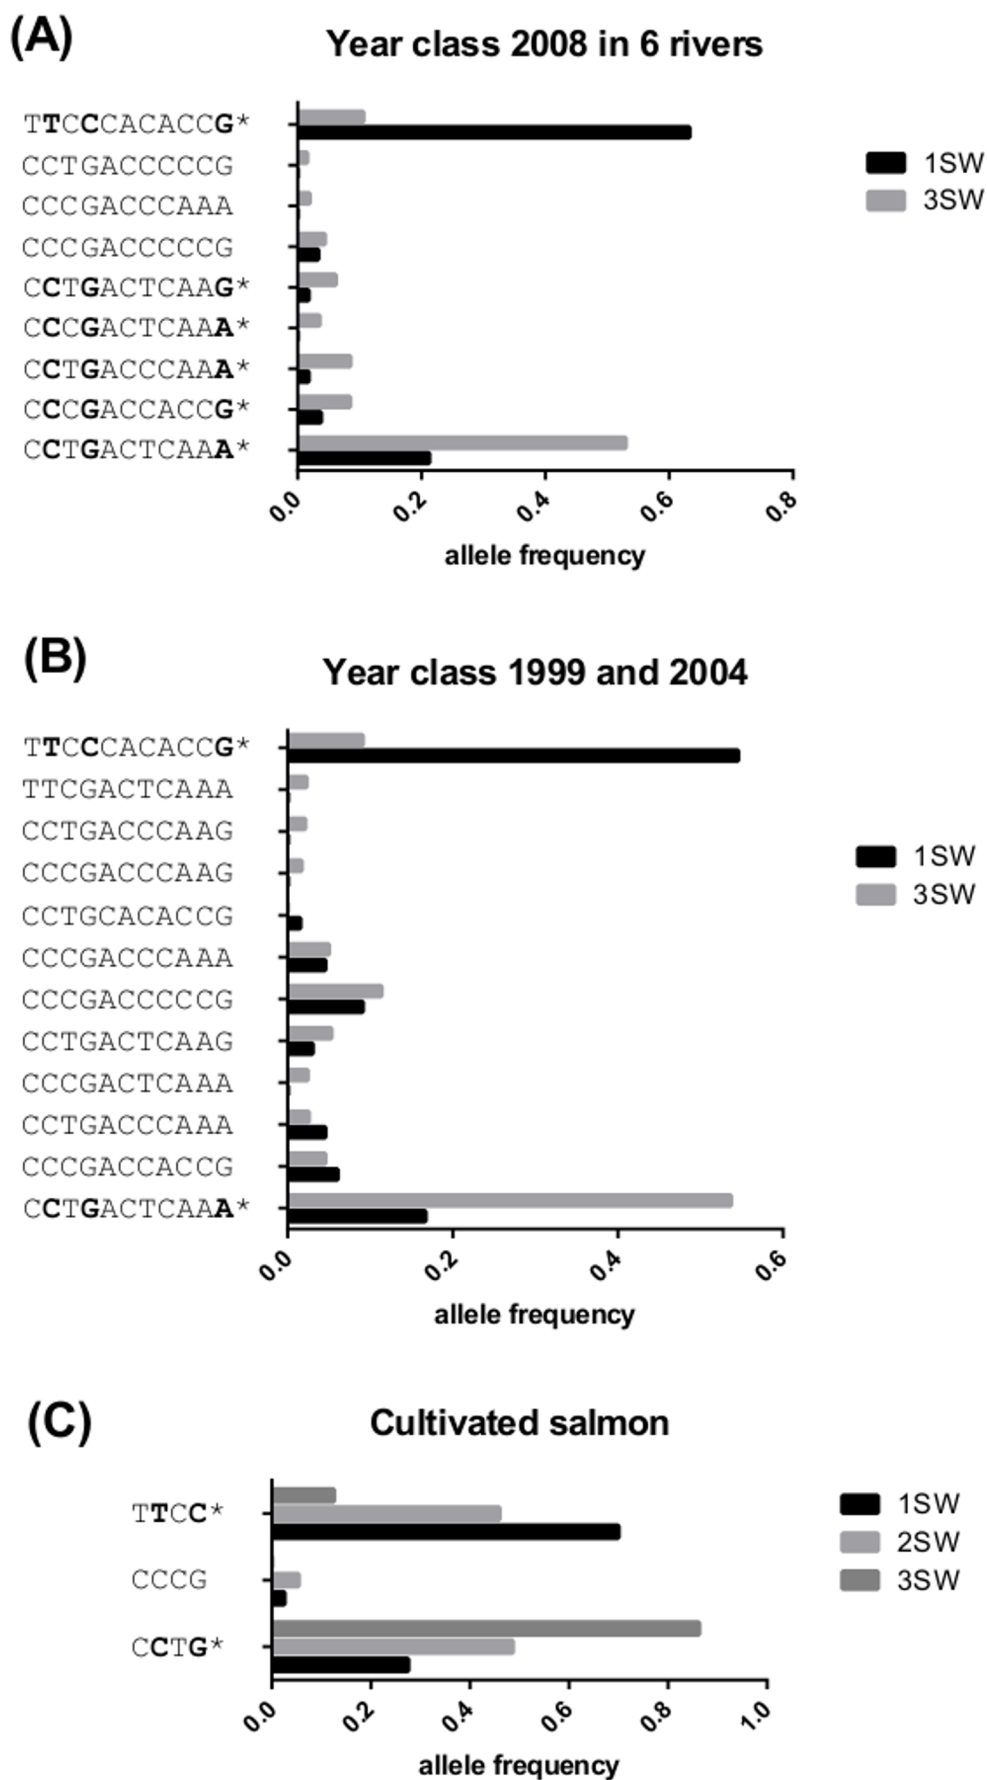 (A)
Year class 2008 in 6 rivers
TTCCCACACCG*
CCTGACCCCCG
CCCGACCCAAA
CCCGACCCCCG
CCTGACTCAAG*
CCCGACTCAAA*
CCTGACCCAAA*
CCCGACCACCG*
CCTGACTCAAA*
1SW
3SW
0.0 0.2 0.4 0.6 0.8
allele frequency
(B)
Year class 1999 and 2004
TTCCCACACCG*
TTCGACTCAAA
CCTGACCCAAG
CCCGACCCAAG
CCTGCACACCG
CCCGACCCAAA
CCCGACCCCCG
CCTGACTCAAG
CCCGACTCAAA
CCTGACCCAAA
CCCGACCACCG
CCTGACTCAAA*
1SW
3SW
0.0 0.2 0.4 0.6
allele frequency
(C)
Cultivated salmon
TTCC*
CCCG
CCTG*
1SW
2SW
3SW
0.0 0.2 0.4 0.6 0.8 1.0
allele frequency